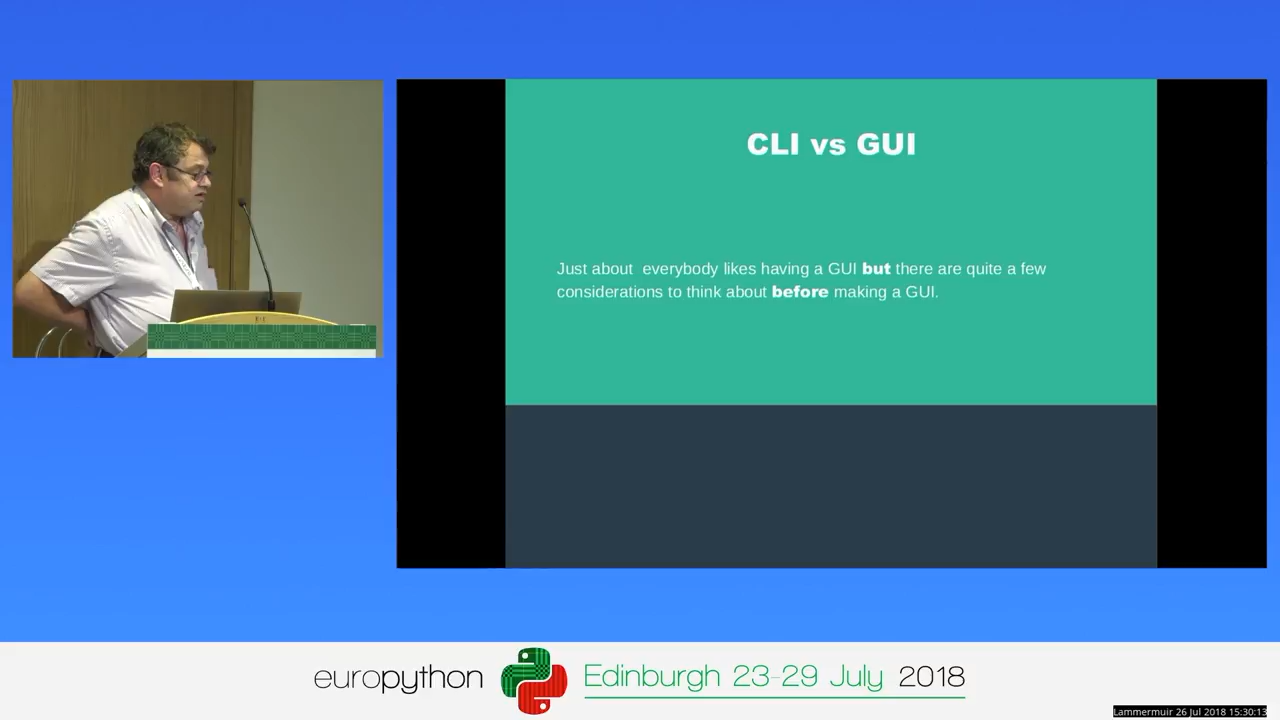 CLI vs GUI
Just about everybody likes having a GUI but there are quite a few
considerations to think about before making a GUI.
europython
Edinburgh 23-29 July 2018
Lammermuir 26 Jul 2018 15:30:13